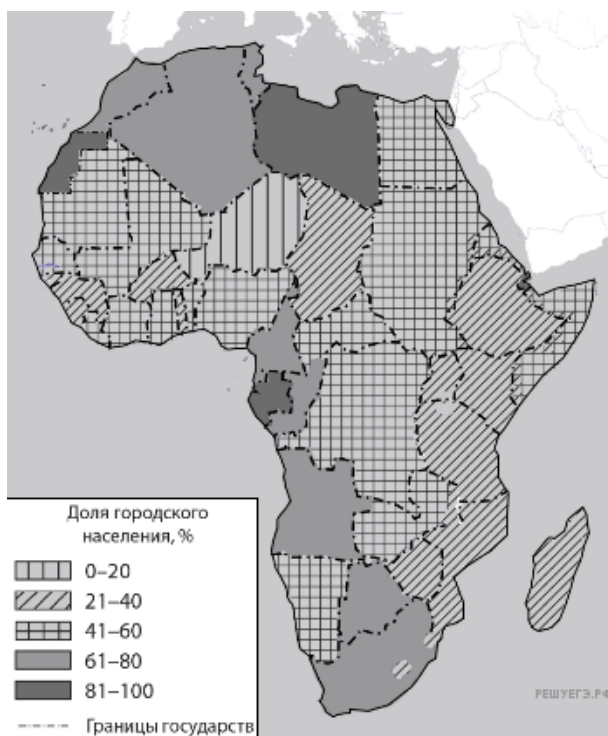 Доля городского
населения, %
0–20
21–40
41–60
61–80
81–100
Границы государств
РЕШУЕГЭ.РФ